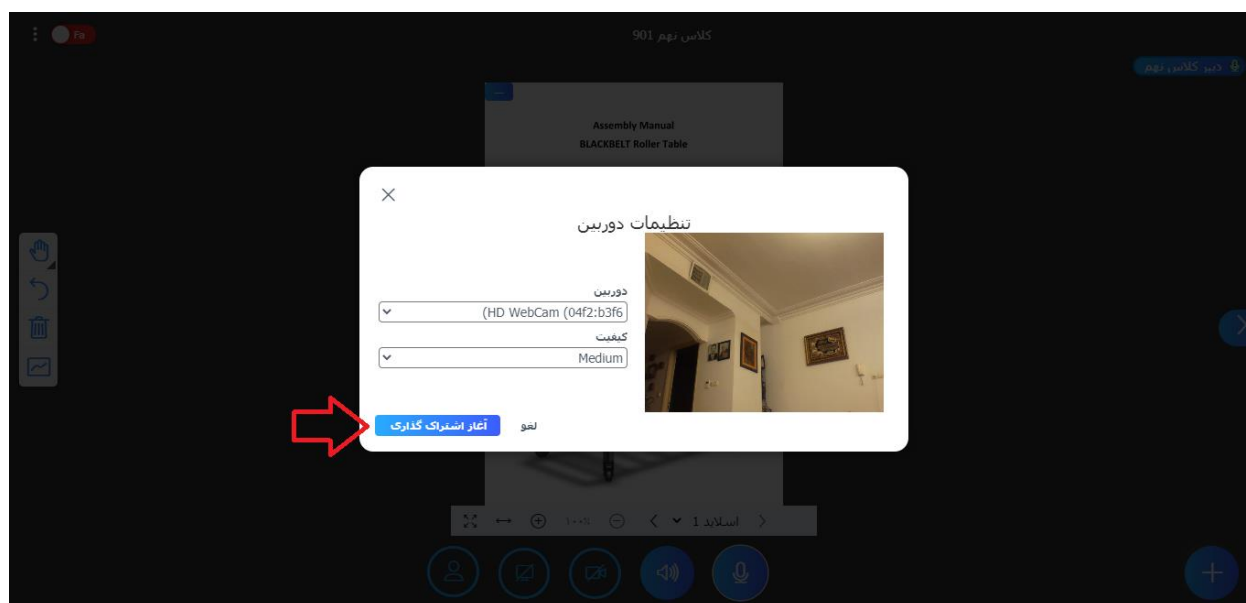 Fa
کلاس نهم 901
دبیر کلاس نهم
Assembly Manual
BLACKBELT Roller Table
تنظیمات دوربین
دوربین
(HD WebCam (04f2:b3f6
کیفیت
Medium
لغو
آغاز اشتراک گذاری
اسلاید 1
۱۰۰%